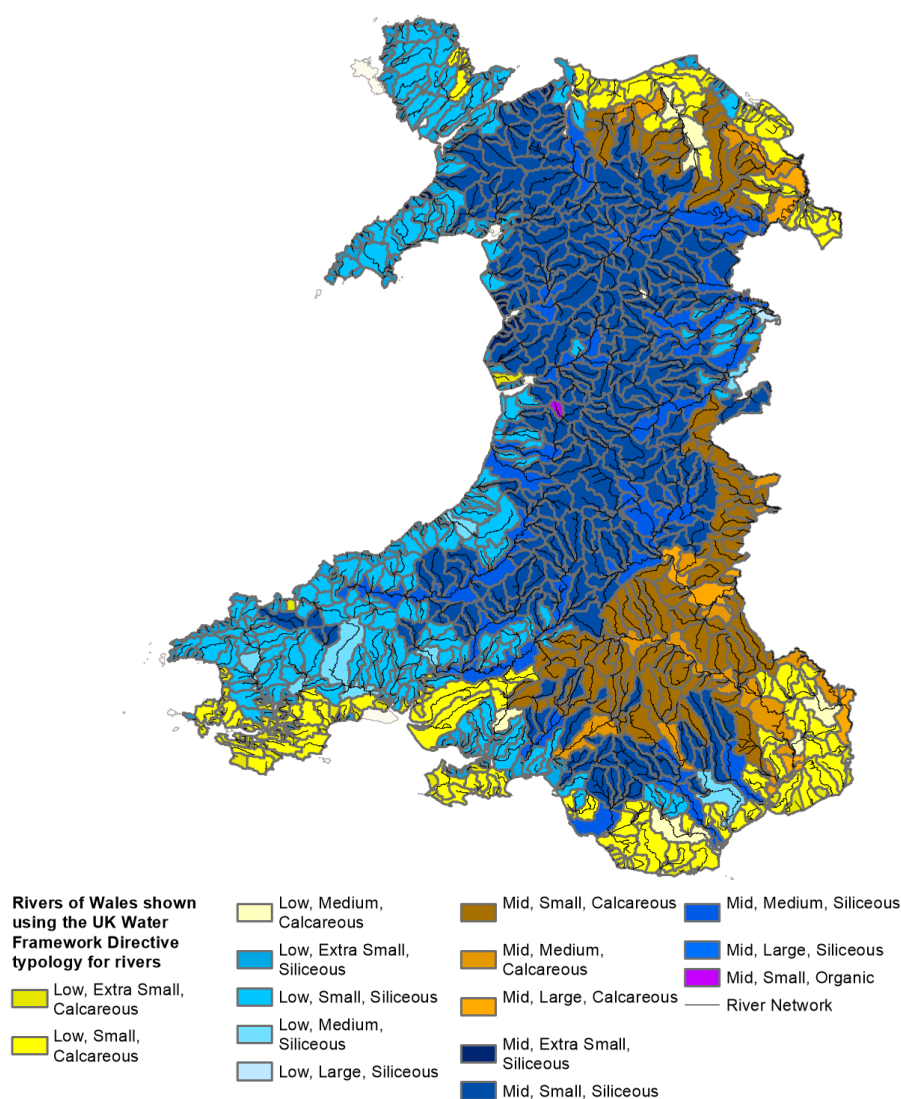 Rivers of Wales shown
using the UK Water
Framework Directive
typology for rivers
Low, Extra Small,
Calcareous
Low, Small,
Calcareous
Low, Medium,
Calcareous
Low, Extra Small,
Siliceous
Low, Small, Siliceous
Low, Medium,
Siliceous
Low, Large, Siliceous
Mid, Small, Calcareous
Mid, Medium,
Calcareous
Mid, Large, Calcareous
Mid, Extra Small,
Siliceous
Mid, Small, Siliceous
Mid, Medium, Siliceous
Mid, Large, Siliceous
Mid, Small, Organic
River Network